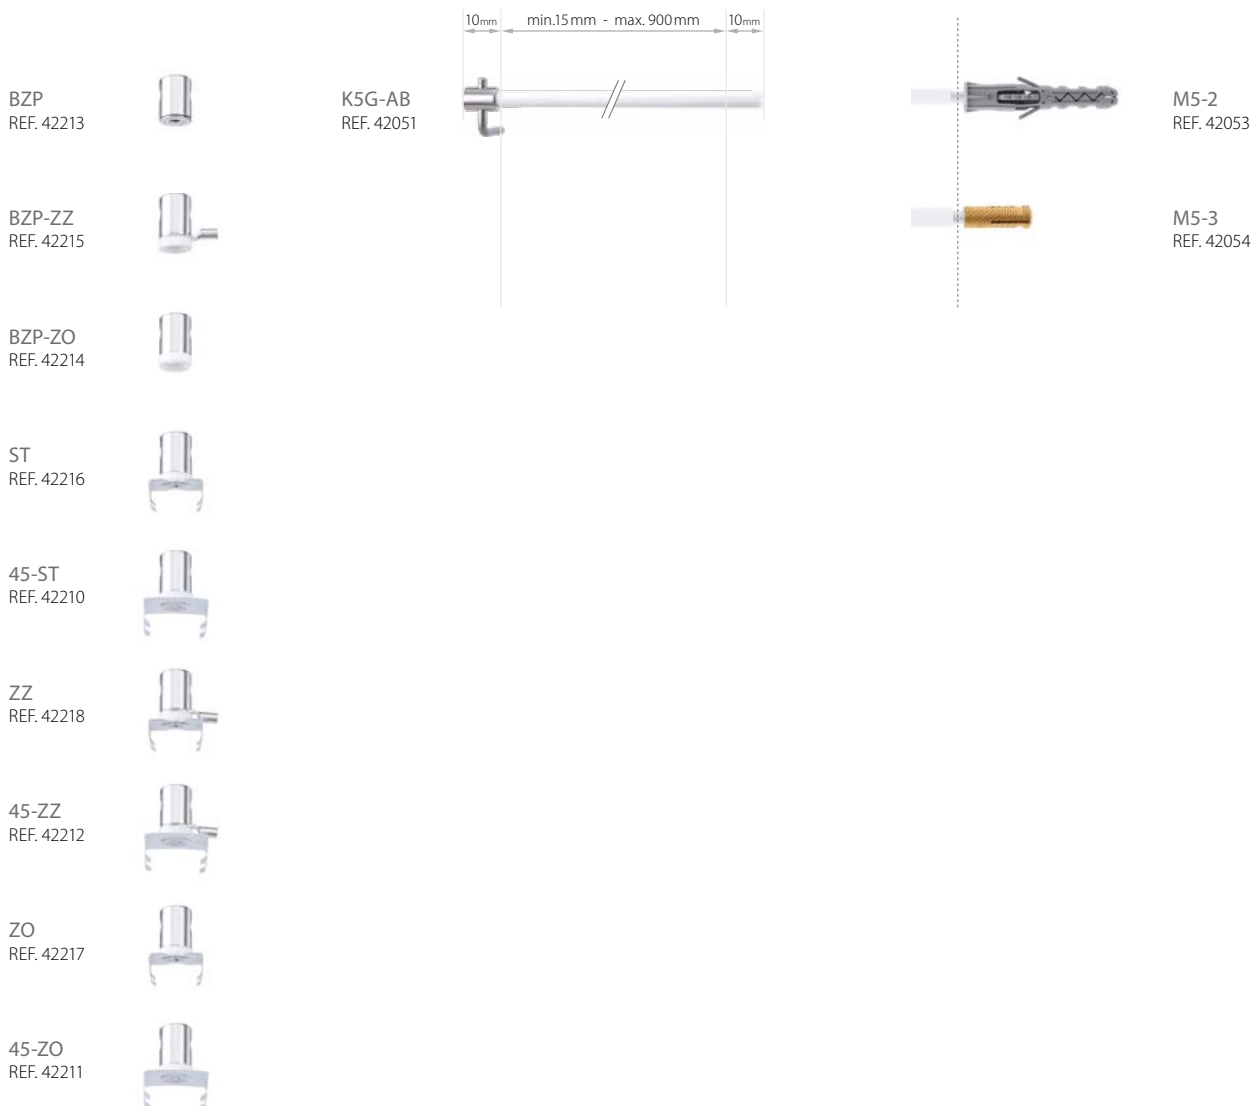 10mm
min.15mm - max. 900mm
10mm
BZP
REF. 42213
K5G-AB
REF. 42051
M5-2
REF. 42053
BZP-ZZ
REF. 42215
M5-3
REF. 42054
BZP-ZO
REF. 42214
ST
REF. 42216
45-ST
REF. 42210
ZZ
REF. 42218
45-ZZ
REF. 42212
ZO
REF. 42217
45-ZO
REF. 42211